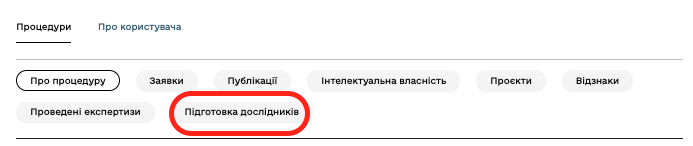 Процедури Про користувача
Про процедуру Заявки Публікації Інтелектуальна власність Проєкти Відзнаки
Проведені експертизи Підготовка дослідників